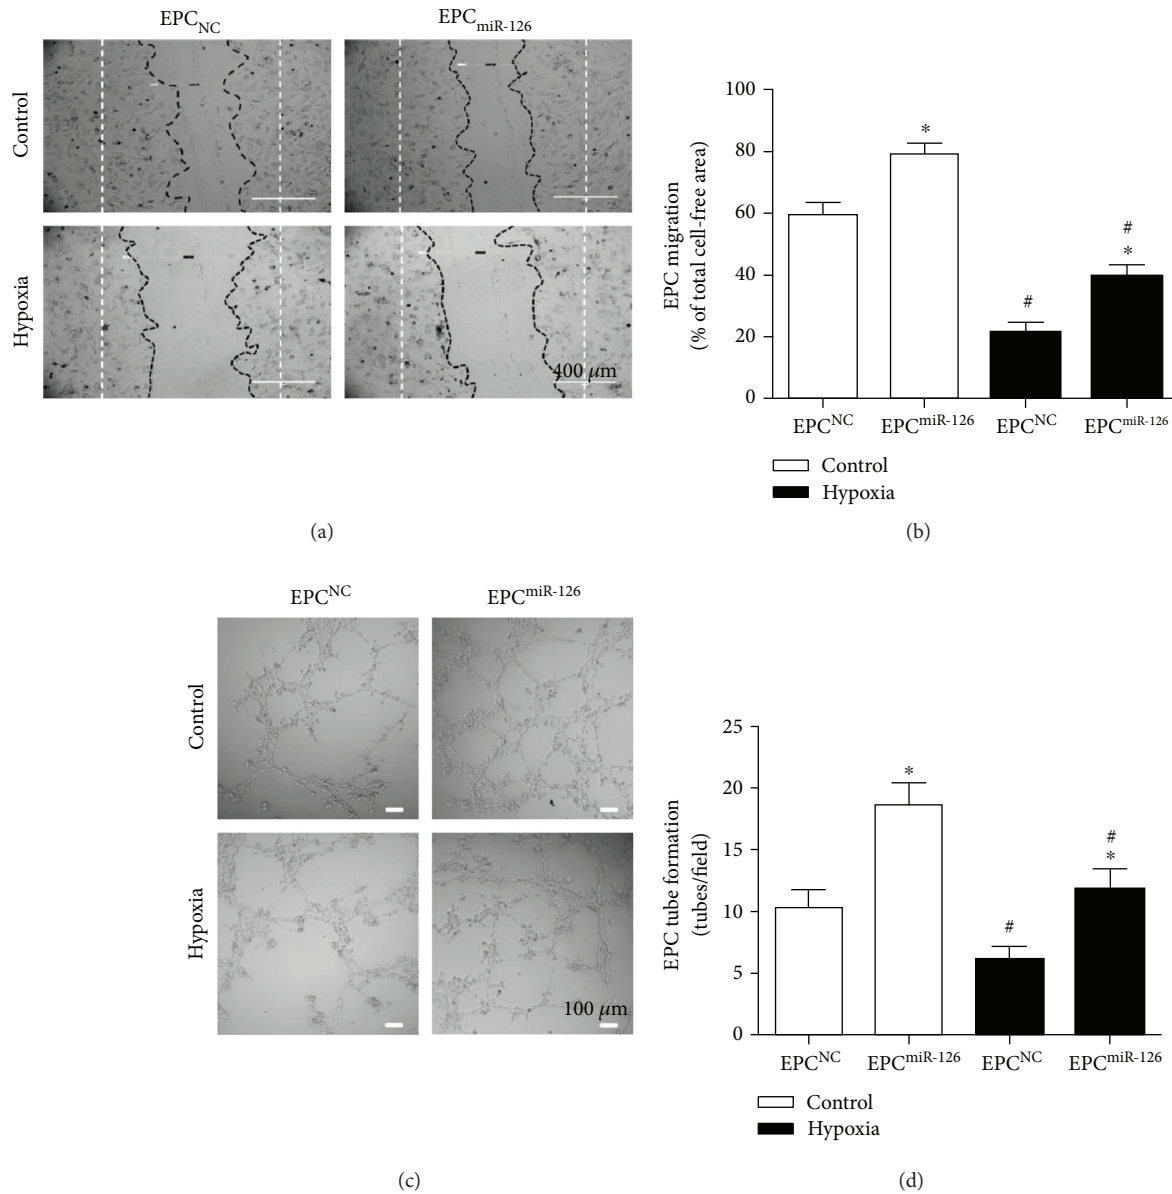 EPC_NC EPC_miR-126
Control
Hypoxia
400 μm
(a)
EPC migration
(% of total cell-free area)
100
80
60
40
20
0
*
#
#
*
EPC^NC EPC^miR-126 EPC^NC EPC^miR-126
Control
Hypoxia
(b)
EPC^NC EPC^miR-126
Control
Hypoxia
100 μm
(c)
EPC tube formation
(tubes/field)
25
20
15
10
5
0
*
#
#
*
EPC^NC EPC^miR-126 EPC^NC EPC^miR-126
Control
Hypoxia
(d)